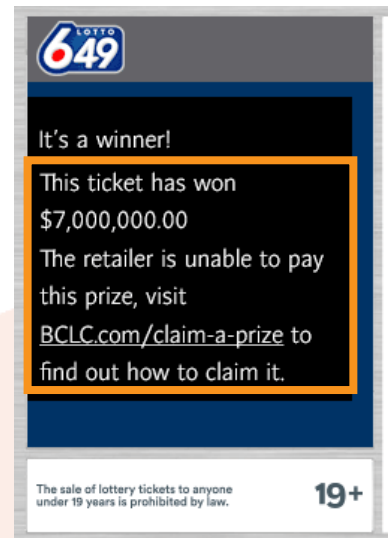 LOTTO
649
It's a winner!
This ticket has won
$7,000,000.00
The retailer is unable to pay
this prize, visit
BCLC.com/claim-a-prize to
find out how to claim it.
The sale of lottery tickets to anyone
under 19 years is prohibited by law.
19+